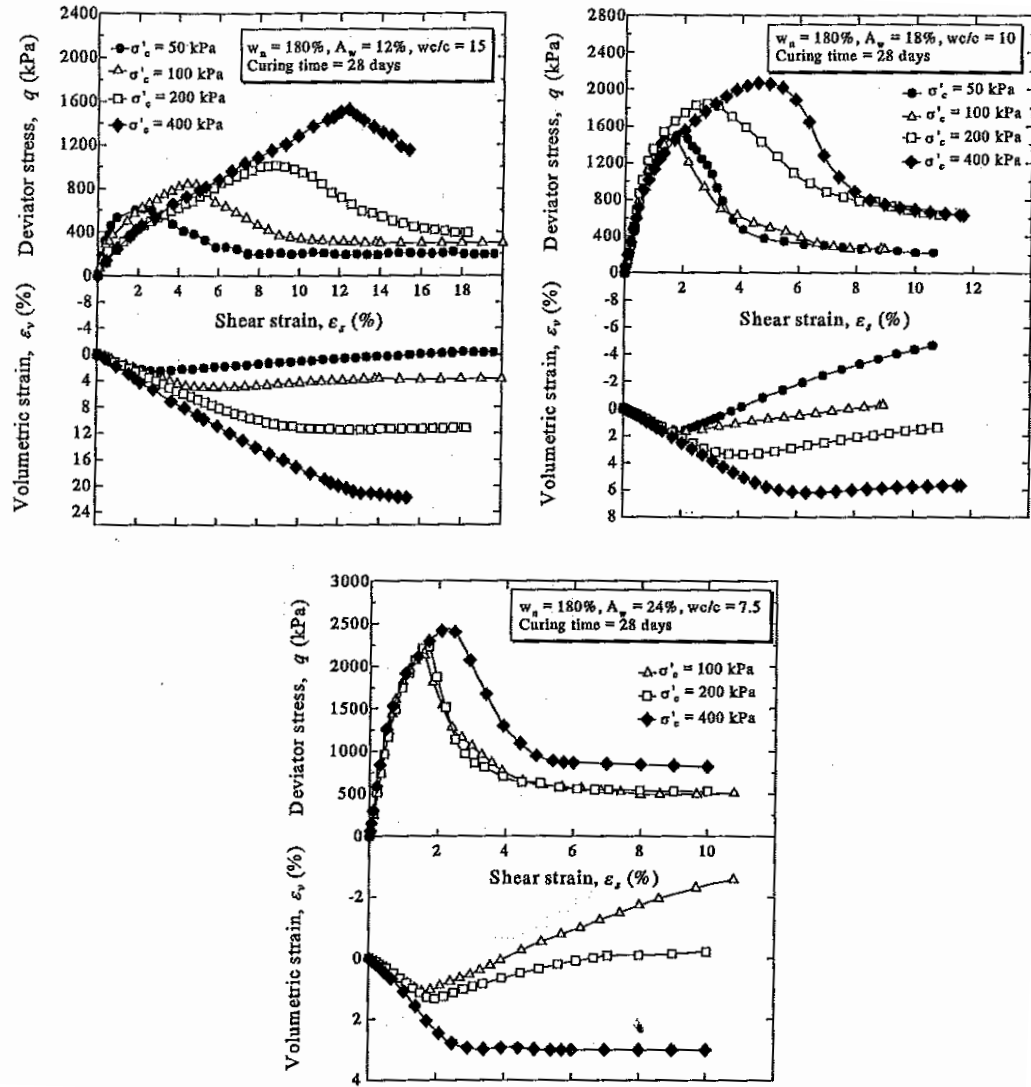 2400
2000
1600
1200
800
400
0
Deviator stress, q (kPa)
σ'c = 50 kPa
σ'c = 100 kPa
σ'c = 200 kPa
σ'c = 400 kPa
wn = 180%, Aw = 12%, wc/c = 15
Curing time = 28 days
2 4 6 8 10 12 14 16 18
Shear strain, εs (%)
Volumetric strain, εv (%)
-8
-4
0
4
8
12
16
20
24
2800
2400
2000
1600
1200
800
400
0
Deviator stress, q (kPa)
wn = 180%, Aw = 18%, wc/c = 10
Curing time = 28 days
σ'c = 50 kPa
σ'c = 100 kPa
σ'c = 200 kPa
σ'c = 400 kPa
2 4 6 8 10 12
Shear strain, εs (%)
Volumetric strain, εv (%)
-6
-4
-2
0
2
4
6
8
3000
2500
2000
1500
1000
500
0
Deviator stress, q (kPa)
wn = 180%, Aw = 24%, wc/c = 7.5
Curing time = 28 days
σ'c = 100 kPa
σ'c = 200 kPa
σ'c = 400 kPa
2 4 6 8 10
Shear strain, εs (%)
Volumetric strain, εv (%)
-2
0
2
4